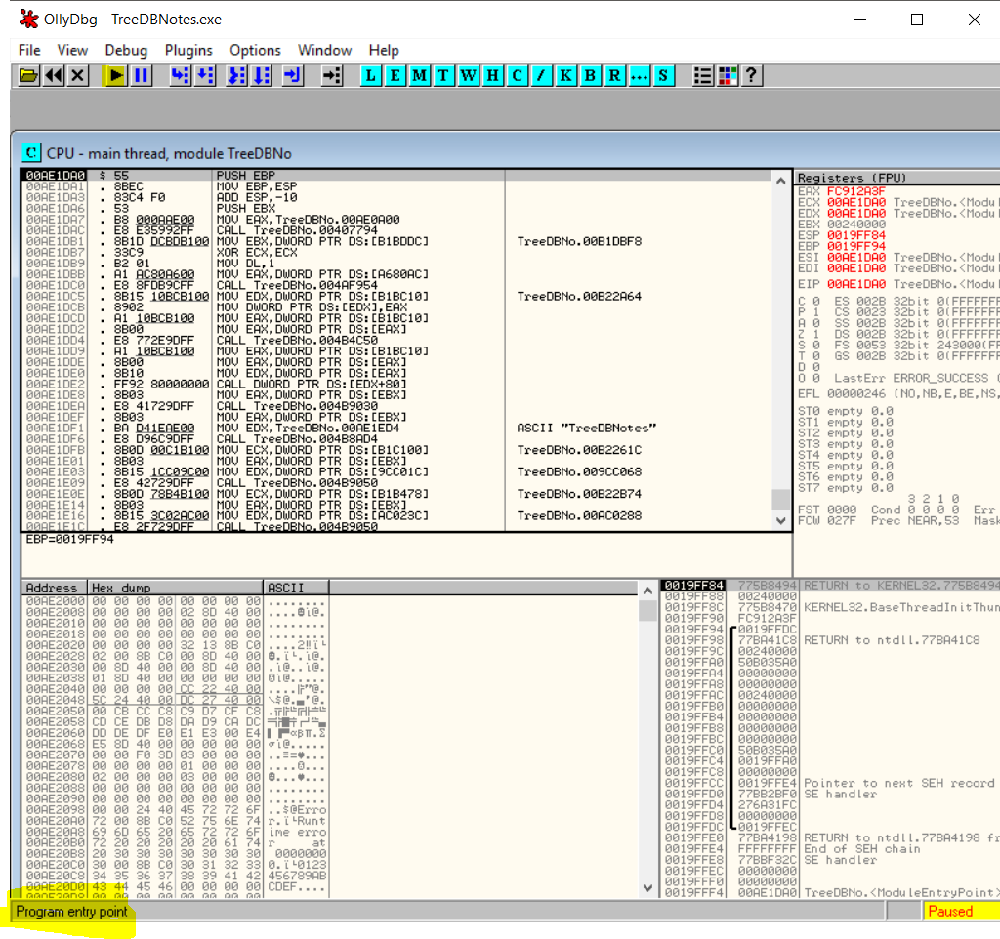 OllyDbg - TreeDBNotes.exe
File View Debug Plugins Options Window Help
L E M T W H C / K B R ... S ?
C CPU - main thread, module TreeDBNo
00AE1DA0 $ 55 PUSH EBP
00AE1DA1 . 8BEC MOV EBP,ESP
00AE1DA3 . 83C4 F0 ADD ESP,-10
00AE1DA6 . 53 PUSH EBX
00AE1DA7 . B8 000AAE00 MOV EAX,TreeDBNo.00AE0A00
00AE1DAC . E8 E35992FF CALL TreeDBNo.00407794
00AE1DB1 . 8B1D DCBDB100 MOV EBX,DWORD PTR DS:[B1BDDC] TreeDBNo.00B1DBF8
00AE1DB7 . 33C9 XOR ECX,ECX
00AE1DB9 . B2 01 MOV DL,1
00AE1DBB . A1 AC80A600 MOV EAX,DWORD PTR DS:[A680AC]
00AE1DC0 . E8 8FDB9CFF CALL TreeDBNo.004AF954
00AE1DC5 . 8B15 10BCB100 MOV EDX,DWORD PTR DS:[B1BC10] TreeDBNo.00B22A64
00AE1DCB . 8902 MOV DWORD PTR DS:[EDX],EAX
00AE1DCD . A1 10BCB100 MOV EAX,DWORD PTR DS:[B1BC10]
00AE1DD2 . 8B00 MOV EAX,DWORD PTR DS:[EAX]
00AE1DD4 . E8 772E9DFF CALL TreeDBNo.004B4C50
00AE1DD9 . A1 10BCB100 MOV EAX,DWORD PTR DS:[B1BC10]
00AE1DDE . 8B00 MOV EAX,DWORD PTR DS:[EAX]
00AE1DE0 . 8B10 MOV EDX,DWORD PTR DS:[EAX]
00AE1DE2 . FF92 80000000 CALL DWORD PTR DS:[EDX+80]
00AE1DE8 . 8B03 MOV EAX,DWORD PTR DS:[EBX]
00AE1DEA . E8 41729DFF CALL TreeDBNo.004B9030
00AE1DEF . 8B03 MOV EAX,DWORD PTR DS:[EBX]
00AE1DF1 . BA D41EAE00 MOV EDX,TreeDBNo.00AE1ED4 ASCII "TreeDBNotes"
00AE1DF6 . E8 D96C9DFF CALL TreeDBNo.004B8AD4
00AE1DFB . 8B0D 00C1B100 MOV ECX,DWORD PTR DS:[B1C100] TreeDBNo.00B2261C
00AE1E01 . 8B03 MOV EAX,DWORD PTR DS:[EBX]
00AE1E03 . 8B15 1CC09C00 MOV EDX,DWORD PTR DS:[9CC01C] TreeDBNo.009CC068
00AE1E09 . E8 42729DFF CALL TreeDBNo.004B9050
00AE1E0E . 8B0D 78B4B100 MOV ECX,DWORD PTR DS:[B1B478] TreeDBNo.00B22B74
00AE1E14 . 8B03 MOV EAX,DWORD PTR DS:[EBX]
00AE1E16 . 8B15 3C02AC00 MOV EDX,DWORD PTR DS:[AC023C] TreeDBNo.00AC0288
00AE1E1C . E8 2F729DFF CALL TreeDBNo.004B9050
EBP=0019FF94
Registers (FPU)
EAX FC912A3F
ECX 00AE1DA0 TreeDBNo.<Modu
EDX 00AE1DA0 TreeDBNo.<Modu
EBX 00240000
ESP 0019FF84
EBP 0019FF94
ESI 00AE1DA0 TreeDBNo.<Modu
EDI 00AE1DA0 TreeDBNo.<Modu
EIP 00AE1DA0 TreeDBNo.<Modu
C 0 ES 002B 32bit 0(FFFFFFF
P 1 CS 0023 32bit 0(FFFFFFF
A 0 SS 002B 32bit 0(FFFFFFF
Z 1 DS 002B 32bit 0(FFFFFFF
S 0 FS 0053 32bit 243000(FF
T 0 GS 002B 32bit 0(FFFFFFF
D 0
O 0 LastErr ERROR_SUCCESS (
EFL 00000246 (NO,NB,E,BE,NS,
ST0 empty 0.0
ST1 empty 0.0
ST2 empty 0.0
ST3 empty 0.0
ST4 empty 0.0
ST5 empty 0.0
ST6 empty 0.0
ST7 empty 0.0
3 2 1 0
FST 0000 Cond 0 0 0 0 Err
FCW 027F Prec NEAR,53 Mask
Address Hex dump ASCII
00AE2000 00 00 00 00 00 00 00 00 ........
00AE2008 00 00 00 00 02 8D 40 00
00AE2010 00 00 00 00 00 00 00 00 ........
00AE2018 00 00 00 00 00 00 00 00 ........
00AE2020 00 00 00 00 32 13 8B C0
00AE2028 02 00 8B C0 00 8D 40 00
00AE2030 00 8D 40 00 00 8D 40 00
00AE2038 01 8D 40 00 00 00 00 00
00AE2040 00 00 00 00 CC 22 40 00
00AE2048 5C 24 40 00 DC 27 40 00
00AE2050 00 CB CC C8 C9 D7 CF C8
00AE2058 CD CE DB D8 DA D9 CA DC
00AE2060 DD DE DF E0 E1 E3 00 E4
00AE2068 E5 8D 40 00 00 00 00 00
00AE2070 00 00 F0 3D 03 00 00 00
00AE2078 00 00 00 00 01 00 00 00
00AE2080 02 00 00 00 03 00 00 00
00AE2088 00 00 00 00 00 00 00 00 ........
00AE2090 00 00 00 00 00 00 00 00 ........
00AE2098 00 00 24 40 45 72 72 6F ..$@Erro
00AE20A0 72 00 8B C0 52 75 6E 74
00AE20A8 69 6D 65 20 65 72 72 6F ime erro
00AE20B0 72 20 20 20 20 20 61 74 r at
00AE20B8 20 30 30 30 30 30 30 30 0000000
00AE20C0 30 00 8B C0 30 31 32 33
00AE20C8 34 35 36 37 38 39 41 42 456789AB
00AE20D0 43 44 45 46 00 00 00 00 CDEF....
0019FF84 775B8494 RETURN to KERNEL32.775B8494
0019FF88 00240000
0019FF8C 775B8470 KERNEL32.BaseThreadInitThun
0019FF90 FC912A3F
0019FF94 0019FFDC
0019FF98 77BA41C8 RETURN to ntdll.77BA41C8
0019FF9C 00240000
0019FFA0 50B035A0
0019FFA4 00000000
0019FFA8 00000000
0019FFAC 00240000
0019FFB0 00000000
0019FFB4 00000000
0019FFB8 00000000
0019FFBC 00000000
0019FFC0 50B035A0
0019FFC4 0019FFA0
0019FFC8 00000000
0019FFCC 0019FFE4 Pointer to next SEH record
0019FFD0 77BB2BF0 SE handler
0019FFD4 276A31FC
0019FFD8 00000000
0019FFDC 0019FFEC
0019FFE0 77BA4198 RETURN to ntdll.77BA4198 fr
0019FFE4 FFFFFFFF End of SEH chain
0019FFE8 77BBF32C SE handler
0019FFEC 00000000
0019FFF0 00000000
0019FFF4 00AE1DA0 TreeDBNo.<ModuleEntryPoint>
Program entry point Paused